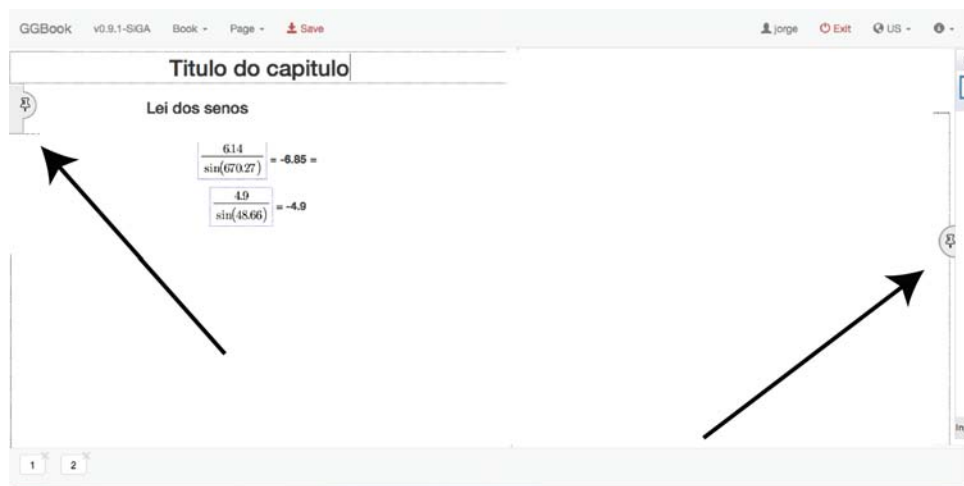 GGBook v0.9.1-SIGA Book Page Save jorge Exit US
Titulo do capitulo
Lei dos senos
6.14
sin(670.27) = -6.85 =
4.9
sin(48.66) = -4.9
In
1 2